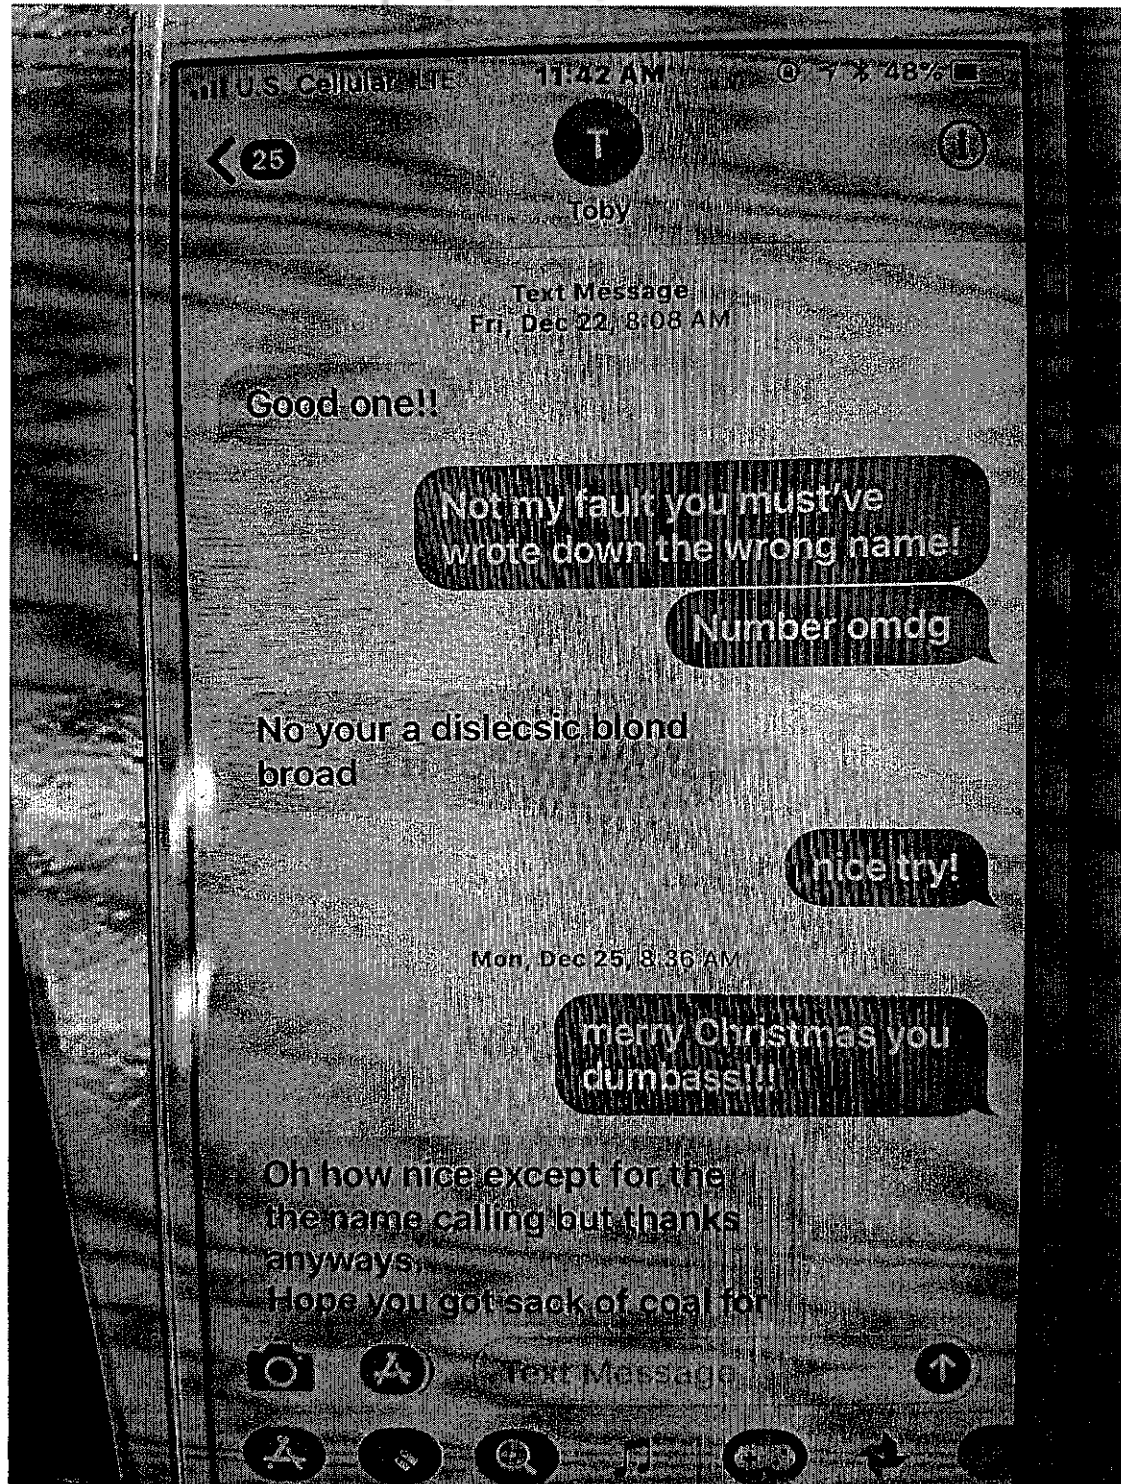 U.S. Cellular LTE 11:42 AM 48%
25
T
Toby
Text Message
Fri, Dec 22, 8:08 AM
Good one!!
Not my fault you must've
wrote down the wrong name!
Number omdg
No your a dislecsic blond
broad
nice try!
Mon, Dec 25, 8:36 AM
merry Christmas you
dumbass!!!
Oh how nice except for the
the name calling but thanks
anyways.
Hope you got sack of coal for
Text Message